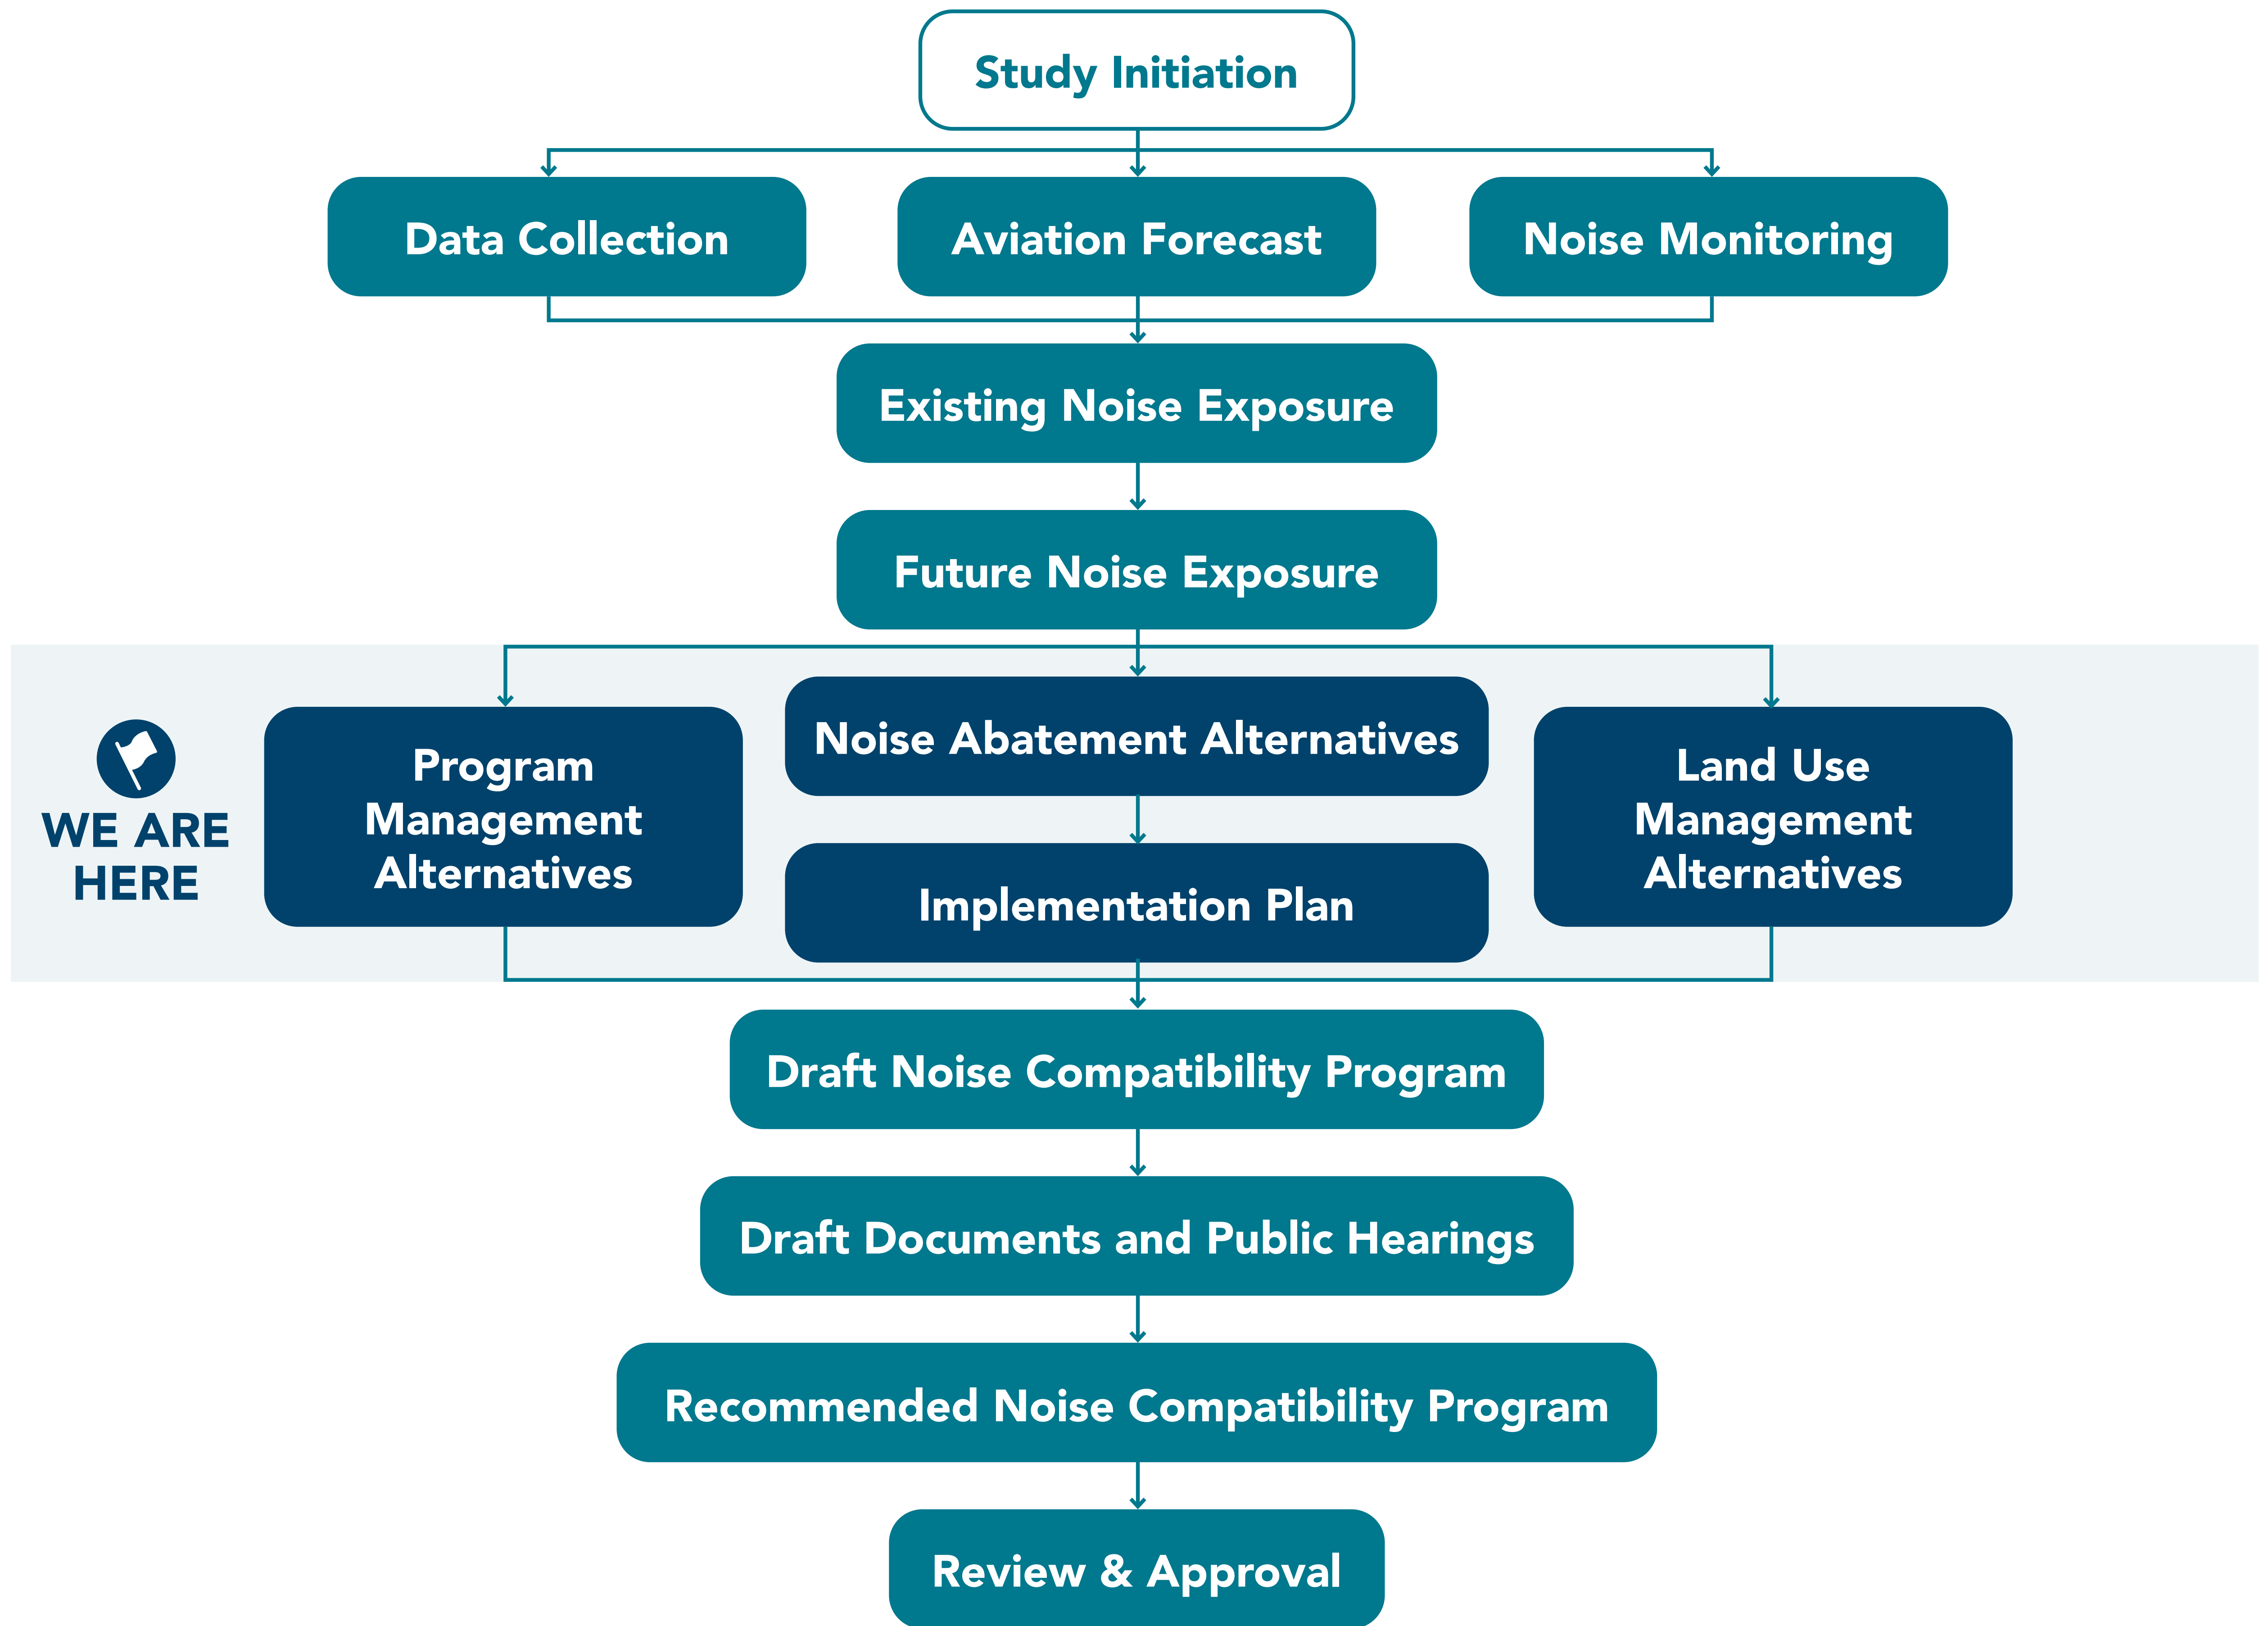 Study Initiation
Data Collection
Aviation Forecast
Noise Monitoring
Existing Noise Exposure
Future Noise Exposure
WE ARE
HERE
Program
Management
Alternatives
Noise Abatement Alternatives
Implementation Plan
Land Use
Management
Alternatives
Draft Noise Compatibility Program
Draft Documents and Public Hearings
Recommended Noise Compatibility Program
Review & Approval